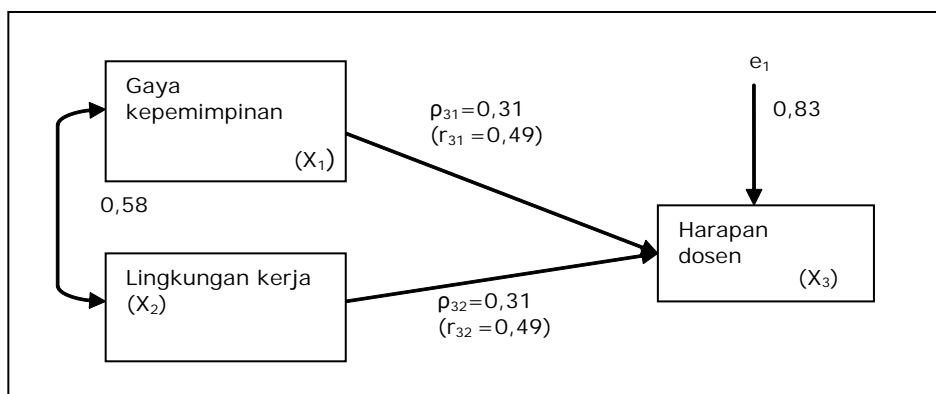 Gaya
kepemimpinan
(X₁)
ρ₃₁=0,31
(r₃₁ =0,49)
e₁
0,83
0,58
Harapan
dosen
(X₃)
Lingkungan kerja
(X₂)
ρ₃₂=0,31
(r₃₂ =0,49)